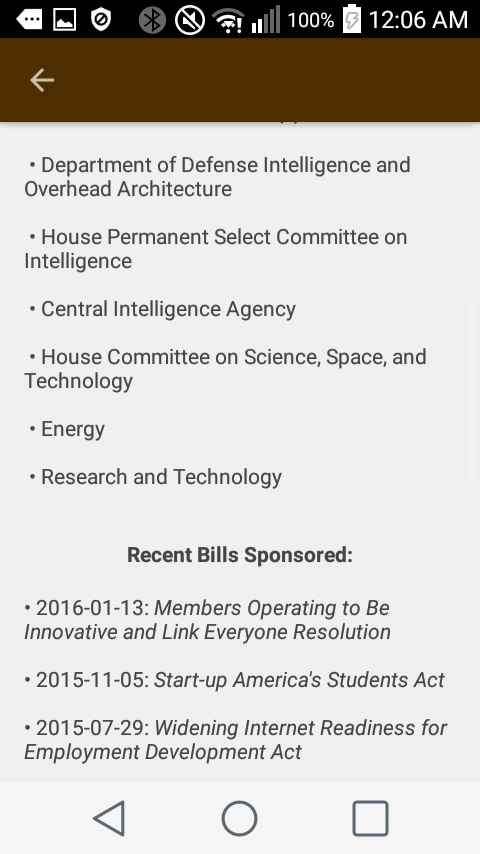 100% 12:06 AM
• Department of Defense Intelligence and
Overhead Architecture
• House Permanent Select Committee on
Intelligence
• Central Intelligence Agency
• House Committee on Science, Space, and
Technology
• Energy
• Research and Technology
Recent Bills Sponsored:
• 2016-01-13: Members Operating to Be
Innovative and Link Everyone Resolution
• 2015-11-05: Start-up America's Students Act
• 2015-07-29: Widening Internet Readiness for
Employment Development Act